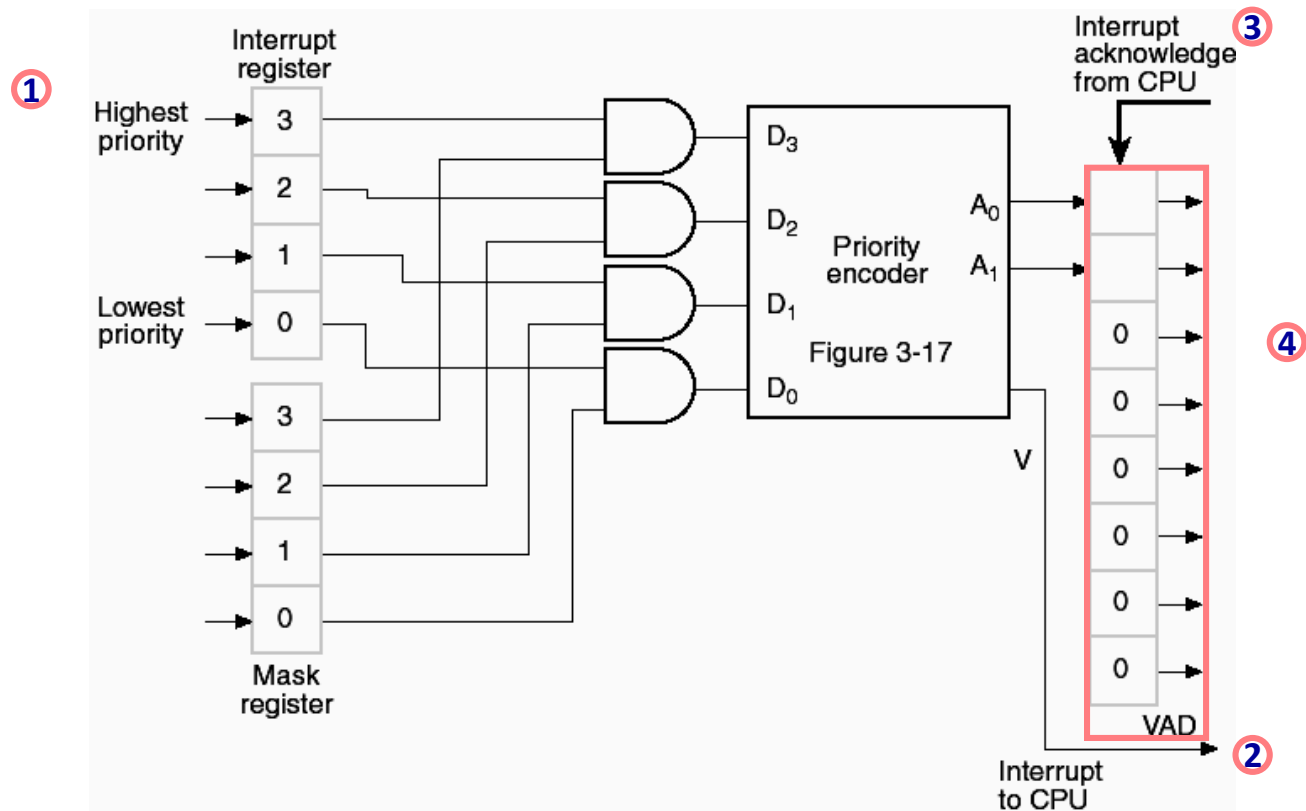 ①
Interrupt
register
Highest
priority
3
2
1
Lowest
priority
0
3
2
1
0
Mask
register
D3
D2
D1
D0
Priority
encoder
Figure 3-17
A0
A1
V
Interrupt
acknowledge
from CPU
③
0
0
0
0
0
0
④
VAD
Interrupt
to CPU
②